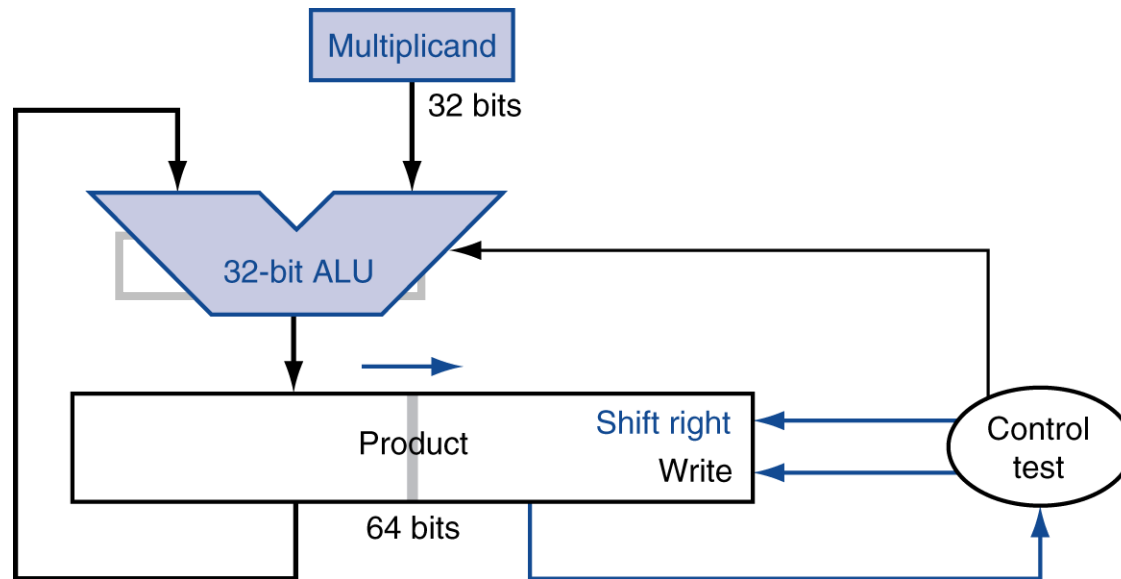 Multiplicand
32 bits
32-bit ALU
Product
Shift right
Write
64 bits
Control
test